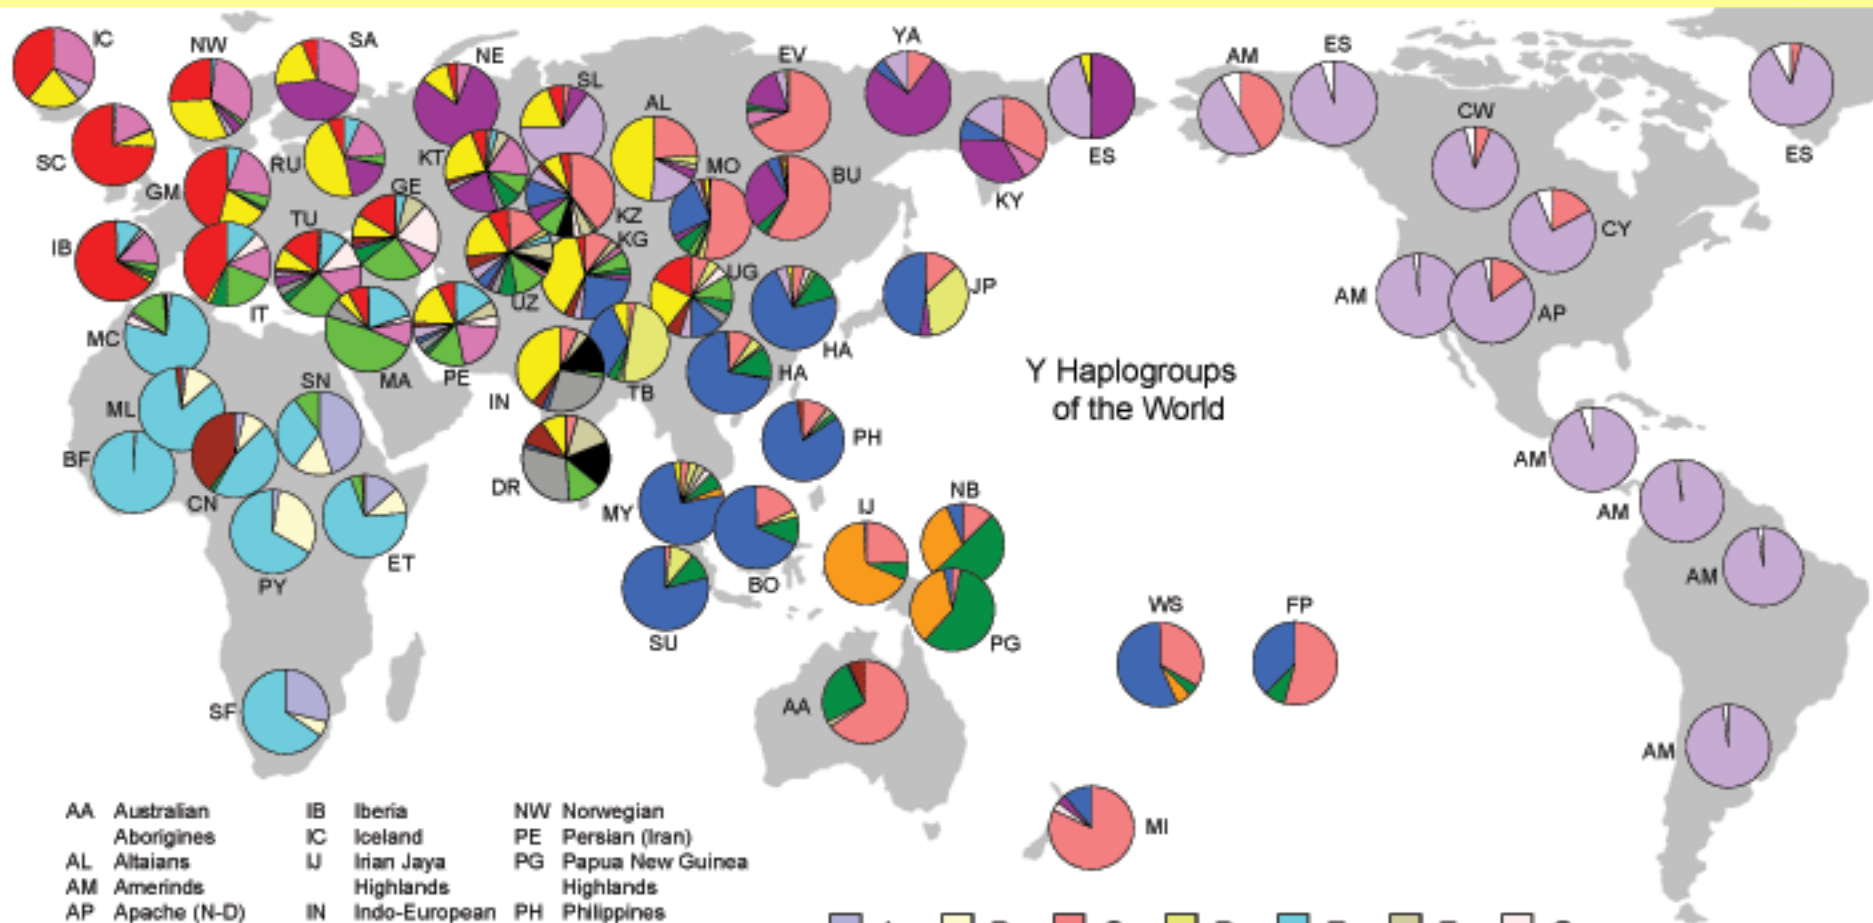 IC
NW
SA
NE
SL
EV
YA
AM
ES
AL
CW
SC
RU
KT
MO
BU
KY
ES
ES
GM
GE
TU
KZ
CY
IB
KG
UG
JP
AM
AP
IT
UZ
HA
MC
MA
PE
TB
HA
Y Haplogroups
of the World
SN
IN
ML
PH
BF
CN
DR
AM
MY
NB
IJ
AM
ET
PY
BO
AM
SU
PG
WS
FP
SF
AA
AM
MI
AA Australian
Aborigines
AL Altaians
AM Amerinds
AP Apache (N-D)
IB Iberia
IC Iceland
IJ Irian Jaya
Highlands
IN Indo-European
NW Norwegian
PE Persian (Iran)
PG Papua New Guinea
Highlands
PH Philippines